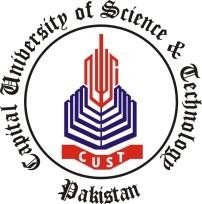 Capital University of Science & Technology
CUST
Pakistan